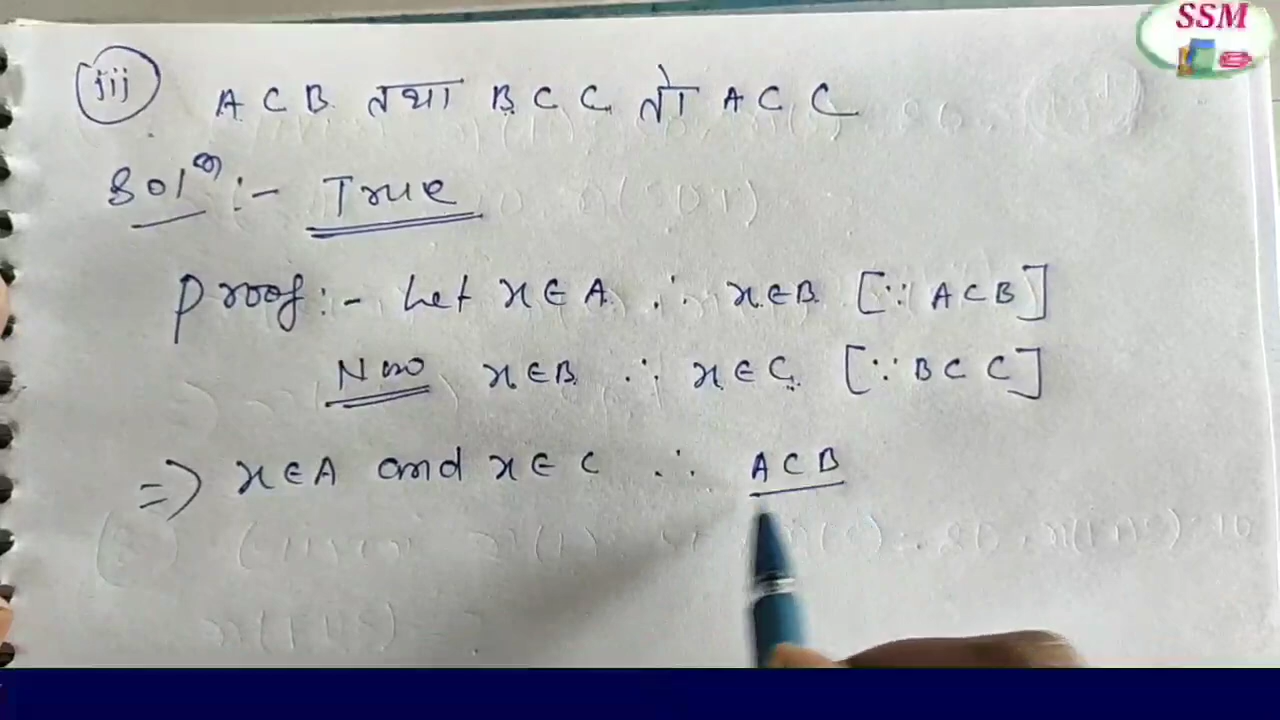 SSM
iii A ⊂ B तथा B ⊂ C तो A ⊂ C
Solⁿ :- True
Proof :- Let x ∈ A ∴ x ∈ B [∵ A ⊂ B]
Now x ∈ B ∴ x ∈ C [∵ B ⊂ C]
⇒ x ∈ A and x ∈ C ∴ A ⊂ B